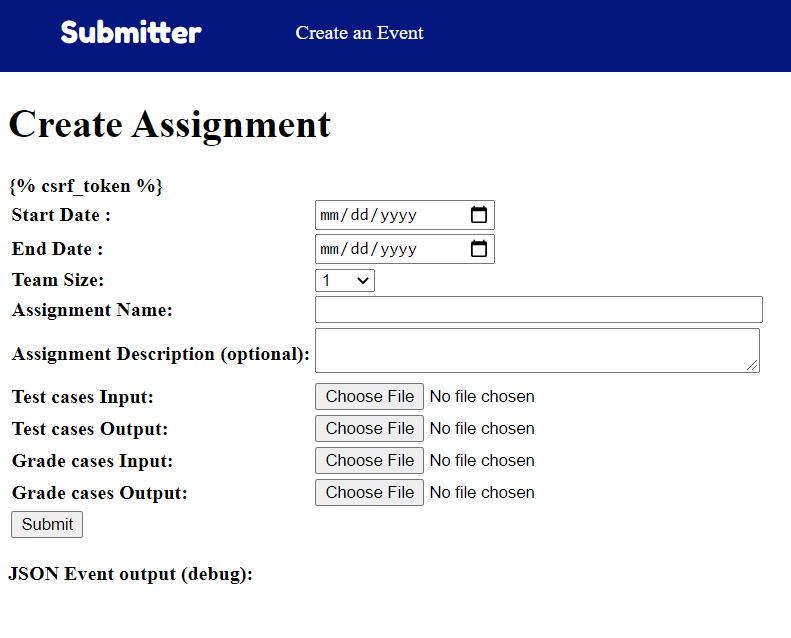 Submitter Create an Event
Create Assignment
{% csrf_token %}
Start Date : mm/dd/yyyy
End Date : mm/dd/yyyy
Team Size: 1
Assignment Name:
Assignment Description (optional):
Test cases Input: Choose File No file chosen
Test cases Output: Choose File No file chosen
Grade cases Input: Choose File No file chosen
Grade cases Output: Choose File No file chosen
Submit
JSON Event output (debug):